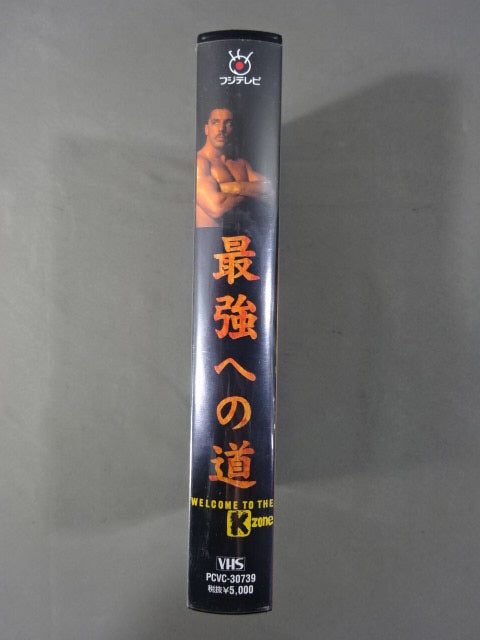 フジテレビ
最強への道
WELCOME TO THE
K zone
VHS
PCVC-30739
税抜¥5,000